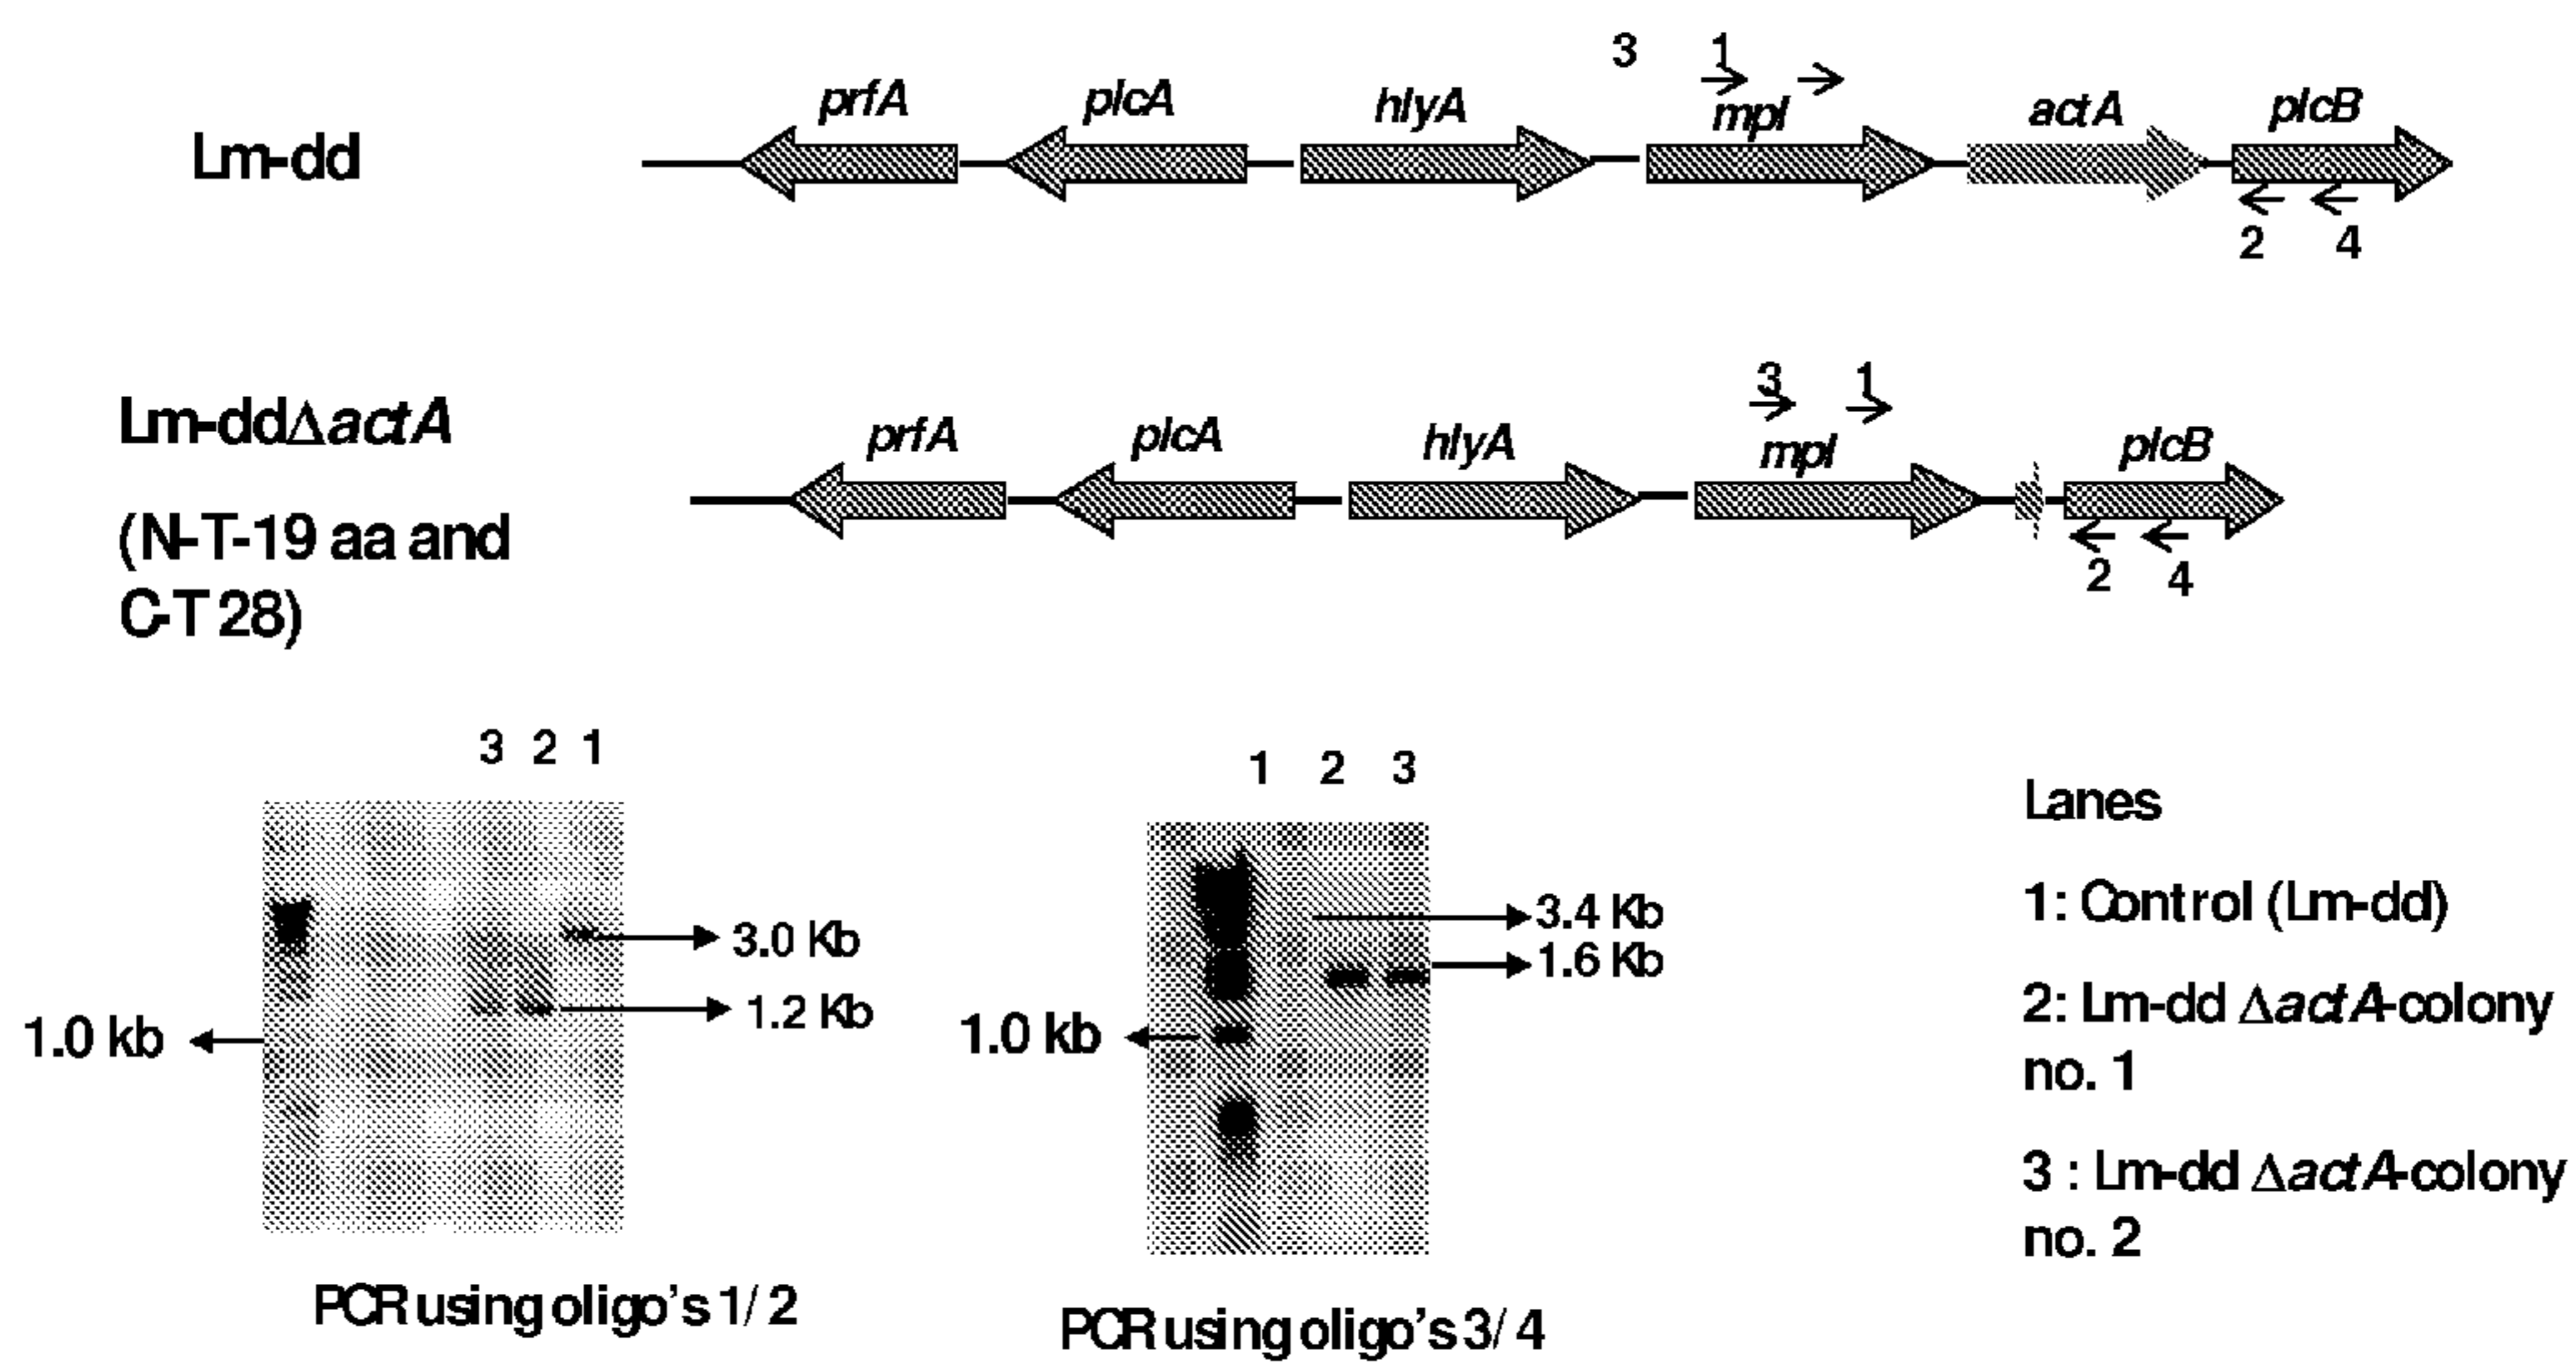 3 1
prfA plcA hlyA mpl actA plcB
Lm-dd
2 4
3 1
Lm-ddΔactA
prfA plcA hlyA mpl plcB
(N-T-19 aa and
C-T 28)
2 4
3 2 1
1 2 3
Lanes
3.0 Kb
1.2 Kb
1.0 kb
3.4 Kb
1.6 Kb
1.0 kb
1: Control (Lm-dd)
2: Lm-dd ΔactA-colony
no. 1
3 : Lm-dd ΔactA-colony
no. 2
PCR using oligo's 1/ 2
PCR using oligo's 3/ 4